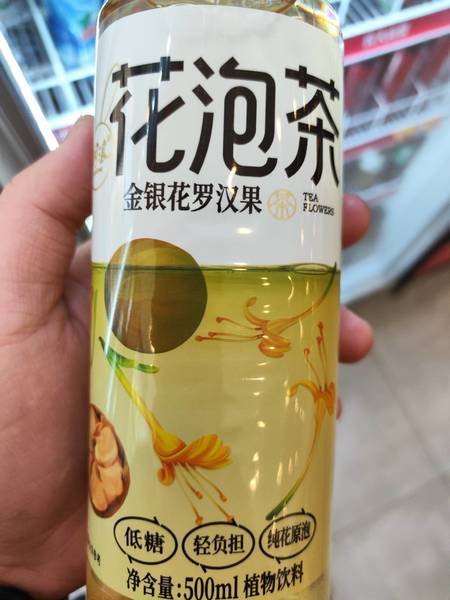 花泡茶
金银花罗汉果
TEA
FLOWERS
低糖
轻负担
纯花原泡
净含量:500ml 植物饮料